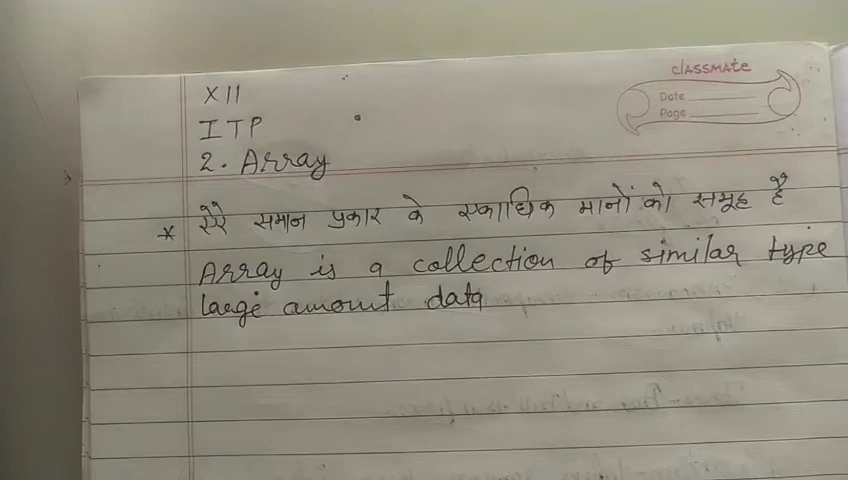 classmate
Date
Page
XII
ITP
2. Array
* ऐरे समान प्रकार के एकाधिक मानों को समूह है
Array is a collection of similar type
large amount data